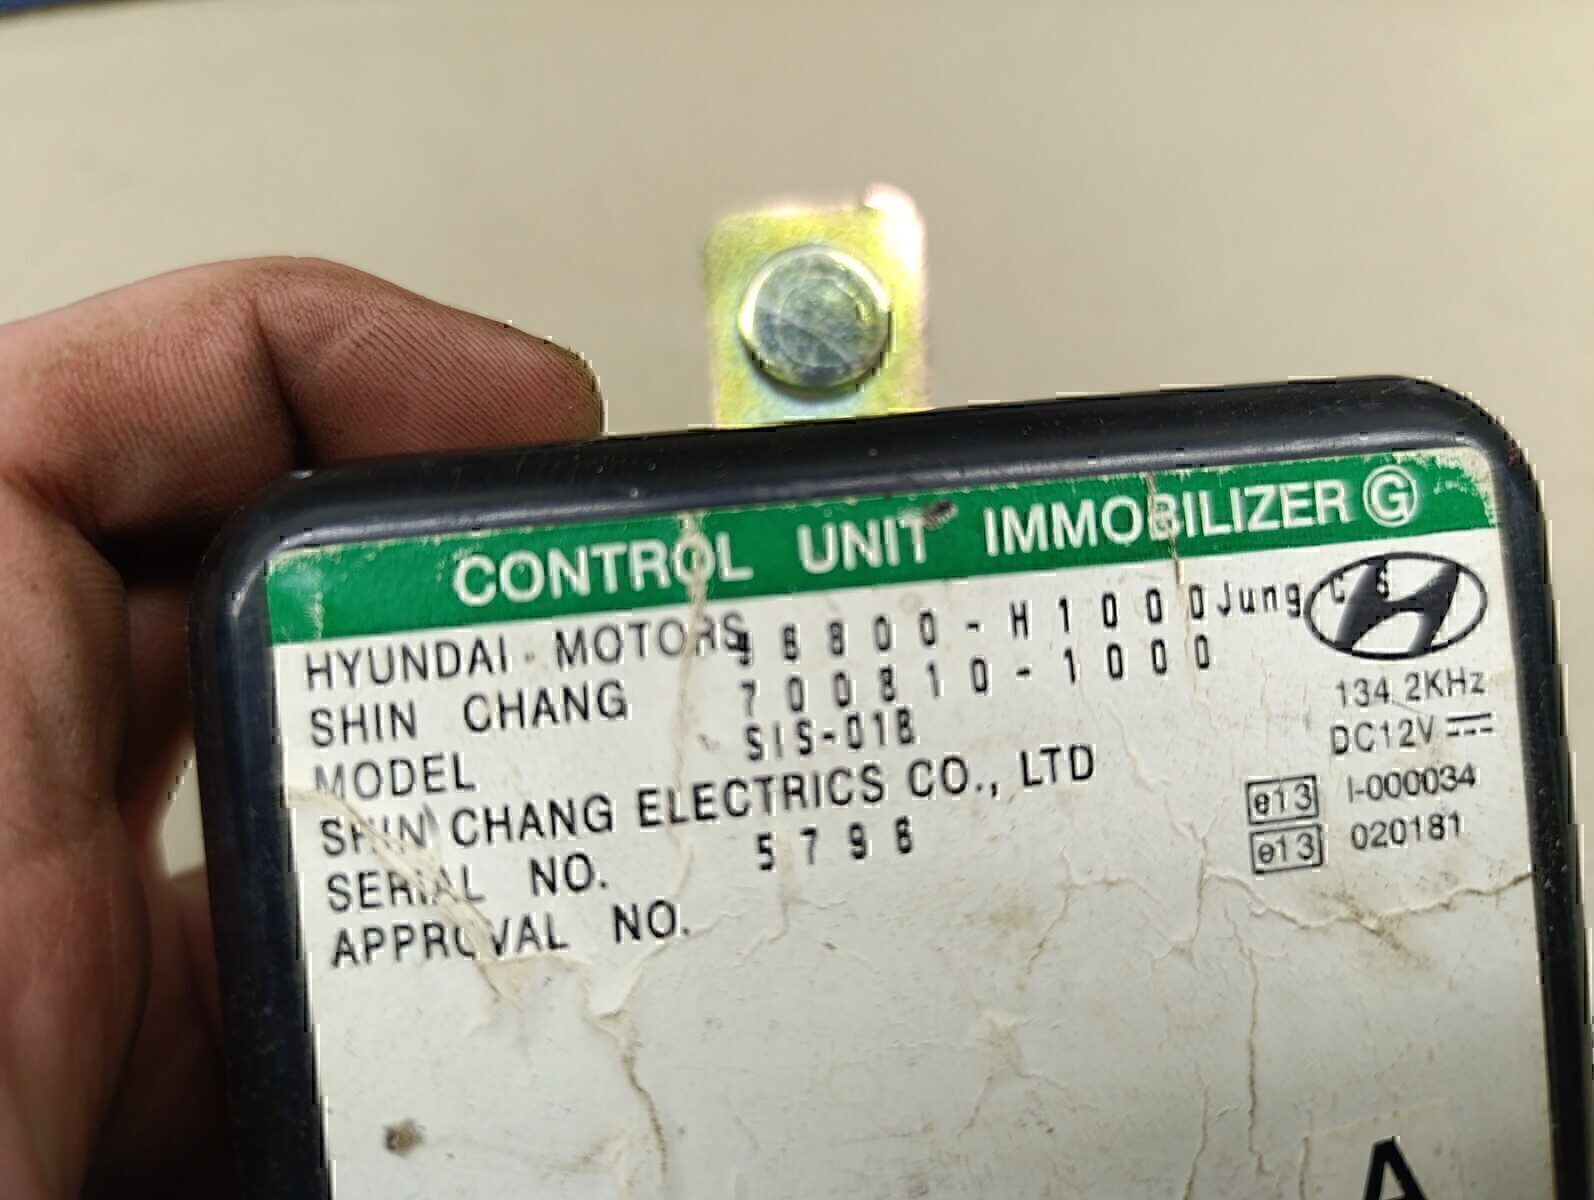 CONTROL UNIT IMMOBILIZER G
HYUNDAI MOTORS 96800-H1000 Jung C S
SHIN CHANG 700810-1000
MODEL SIS-01B
SHIN CHANG ELECTRICS CO., LTD
SERIAL NO. 5796
APPROVAL NO.
134.2KHz
DC12V
e13 I-000034
e13 020181
A